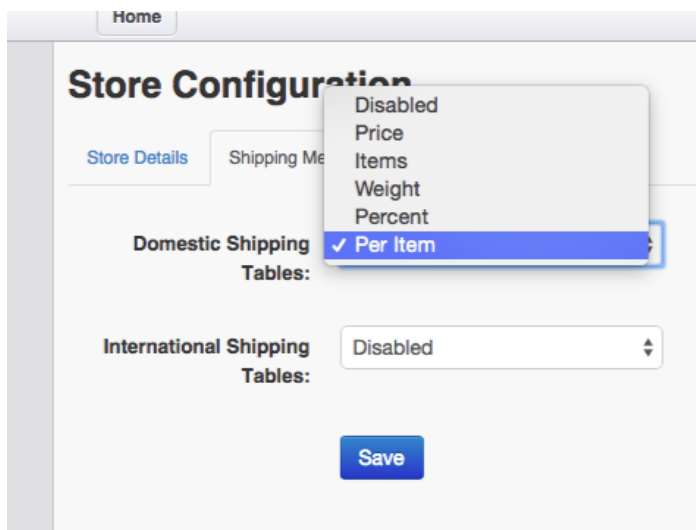 Home
Store Configuration
Store Details Shipping Me
Disabled
Price
Items
Weight
Percent
✓ Per Item
Domestic Shipping
Tables:
International Shipping
Tables:
Disabled
Save